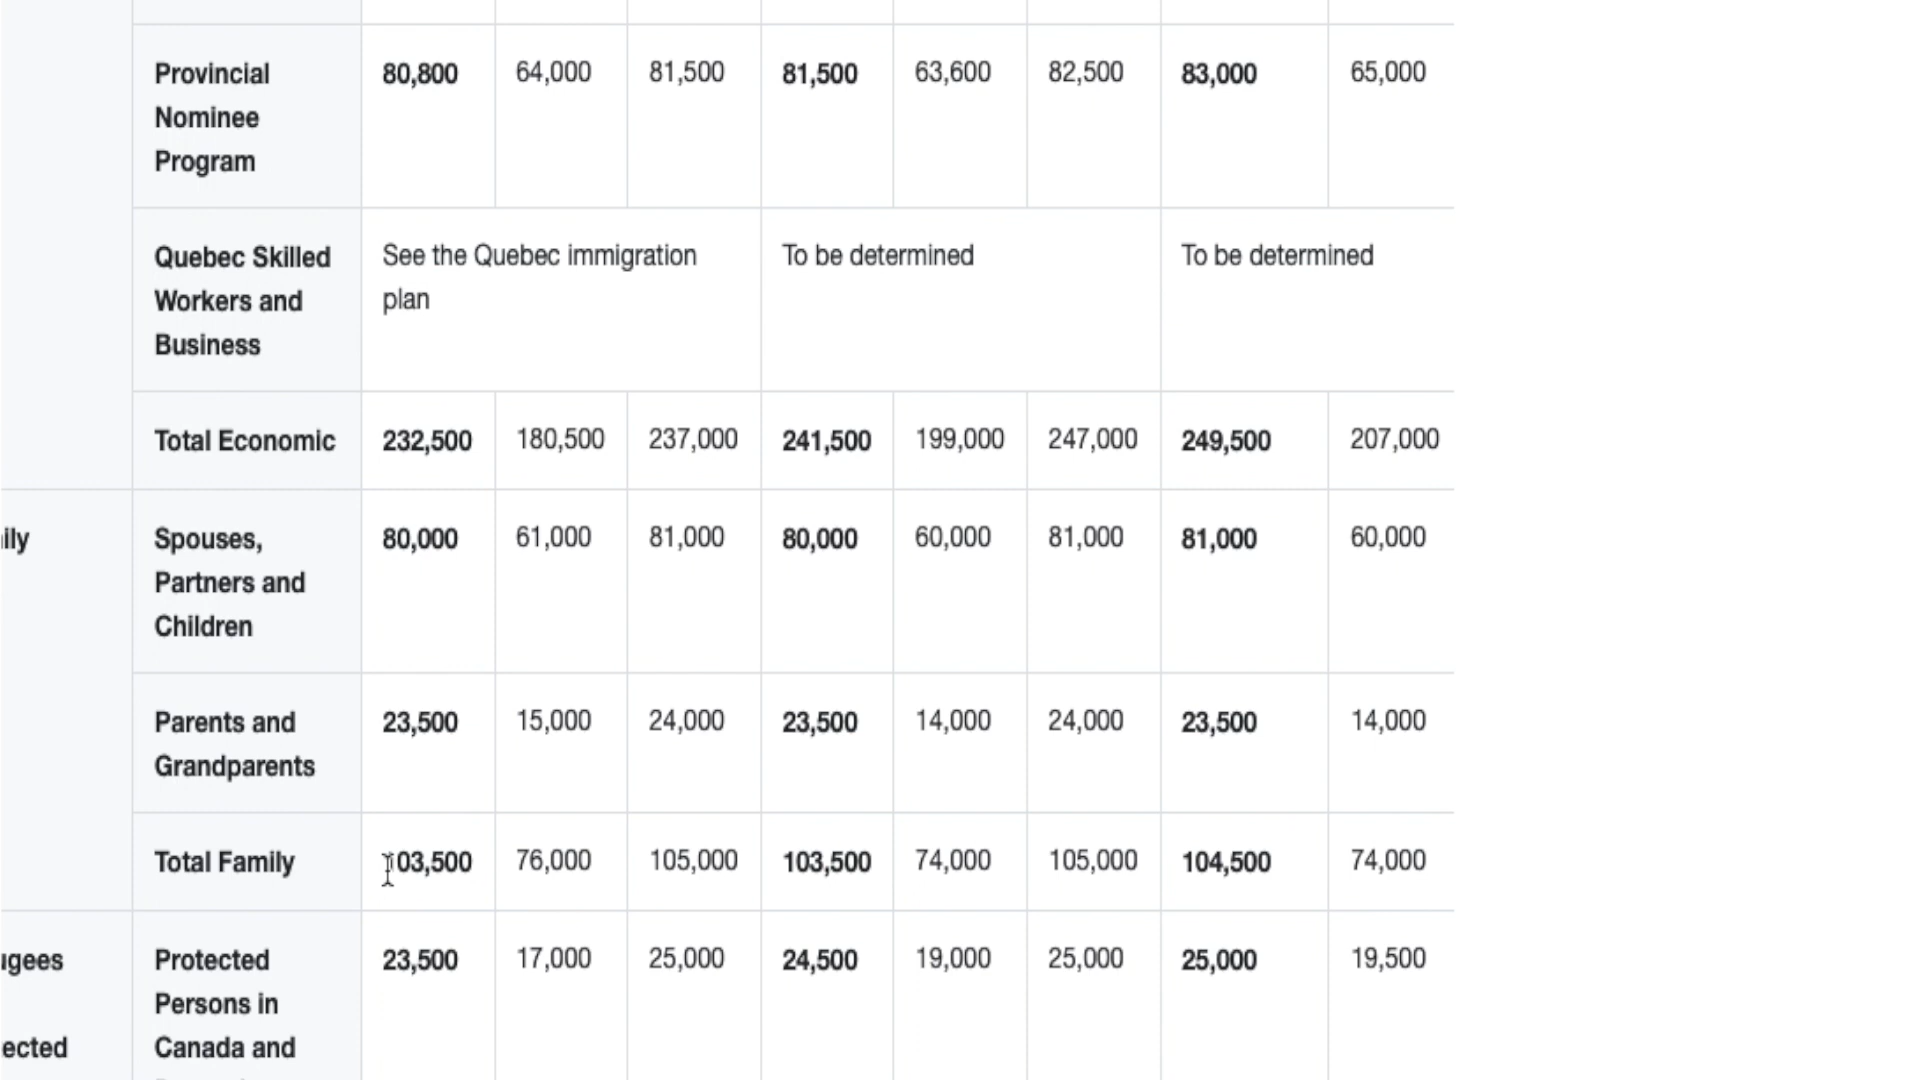 Provincial Nominee Program 80,800 64,000 81,500 81,500 63,600 82,500 83,000 65,000
Quebec Skilled Workers and Business See the Quebec immigration plan To be determined To be determined
Total Economic 232,500 180,500 237,000 241,500 199,000 247,000 249,500 207,000
ily Spouses, Partners and Children 80,000 61,000 81,000 80,000 60,000 81,000 81,000 60,000
Parents and Grandparents 23,500 15,000 24,000 23,500 14,000 24,000 23,500 14,000
Total Family 103,500 76,000 105,000 103,500 74,000 105,000 104,500 74,000
ugees ected Protected Persons in Canada and 23,500 17,000 25,000 24,500 19,000 25,000 25,000 19,500